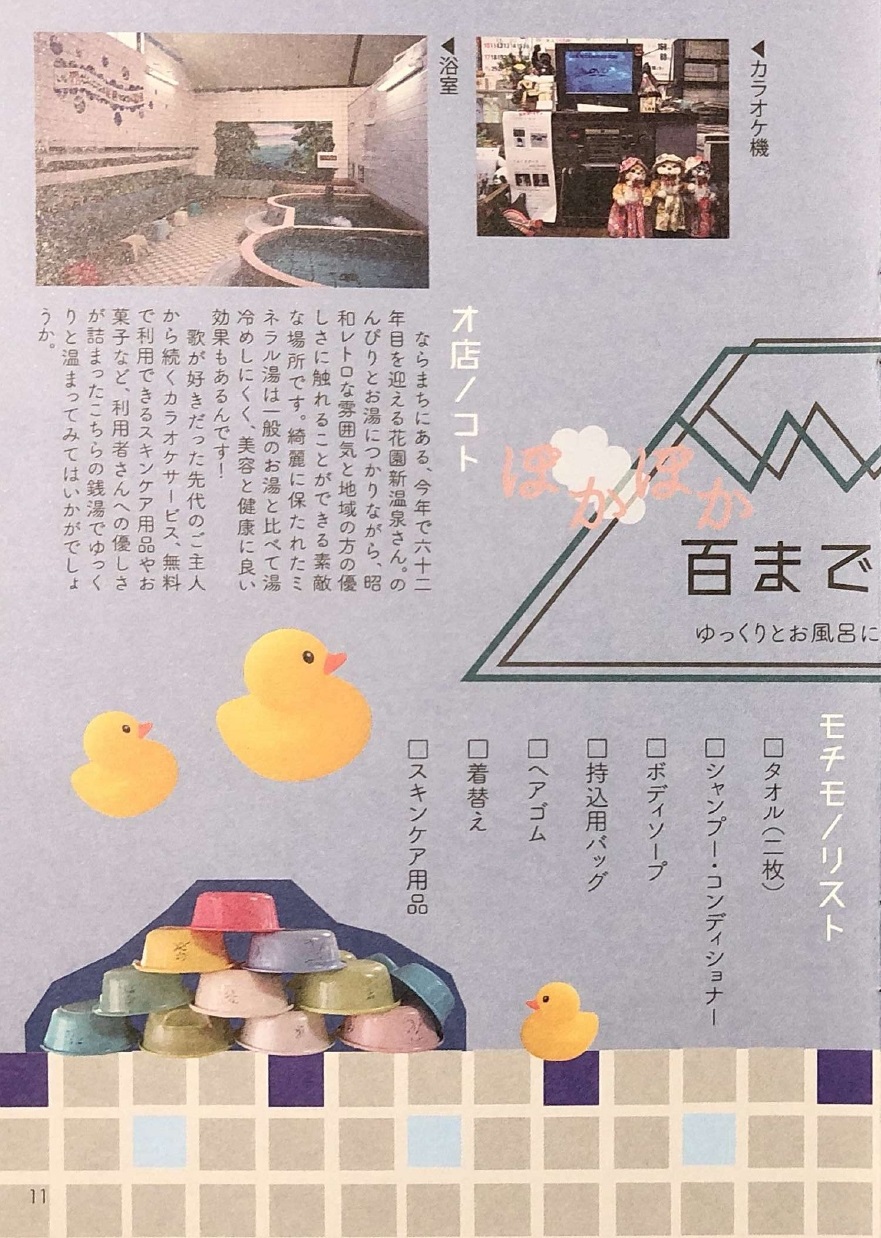 ▲カラオケ機
▲浴室
ぽかぽか
百まで
ゆっくりとお風呂に
オ店ノコト
ならまちにある、今年で六十二
年目を迎える花園新温泉さん。の
んびりとお湯につかりながら、昭
和レトロな雰囲気と地域の方の優
しさに触れることができる素敵
な場所です。綺麗に保たれたミ
ネラル湯は一般のお湯と比べて湯
冷めしにくく、美容と健康に良い
効果もあるんです!
歌が好きだった先代のご主人
から続くカラオケサービス、無料
で利用できるスキンケア用品やお
菓子など、利用者さんへの優しさ
が詰まったこちらの銭湯でゆっく
りと温まってみてはいかがでしょ
うか。
モチモノリスト
□タオル(二枚)
□シャンプー・コンディショナー
□ボディソープ
□持込用バッグ
□ヘアゴム
□着替え
□スキンケア用品
11